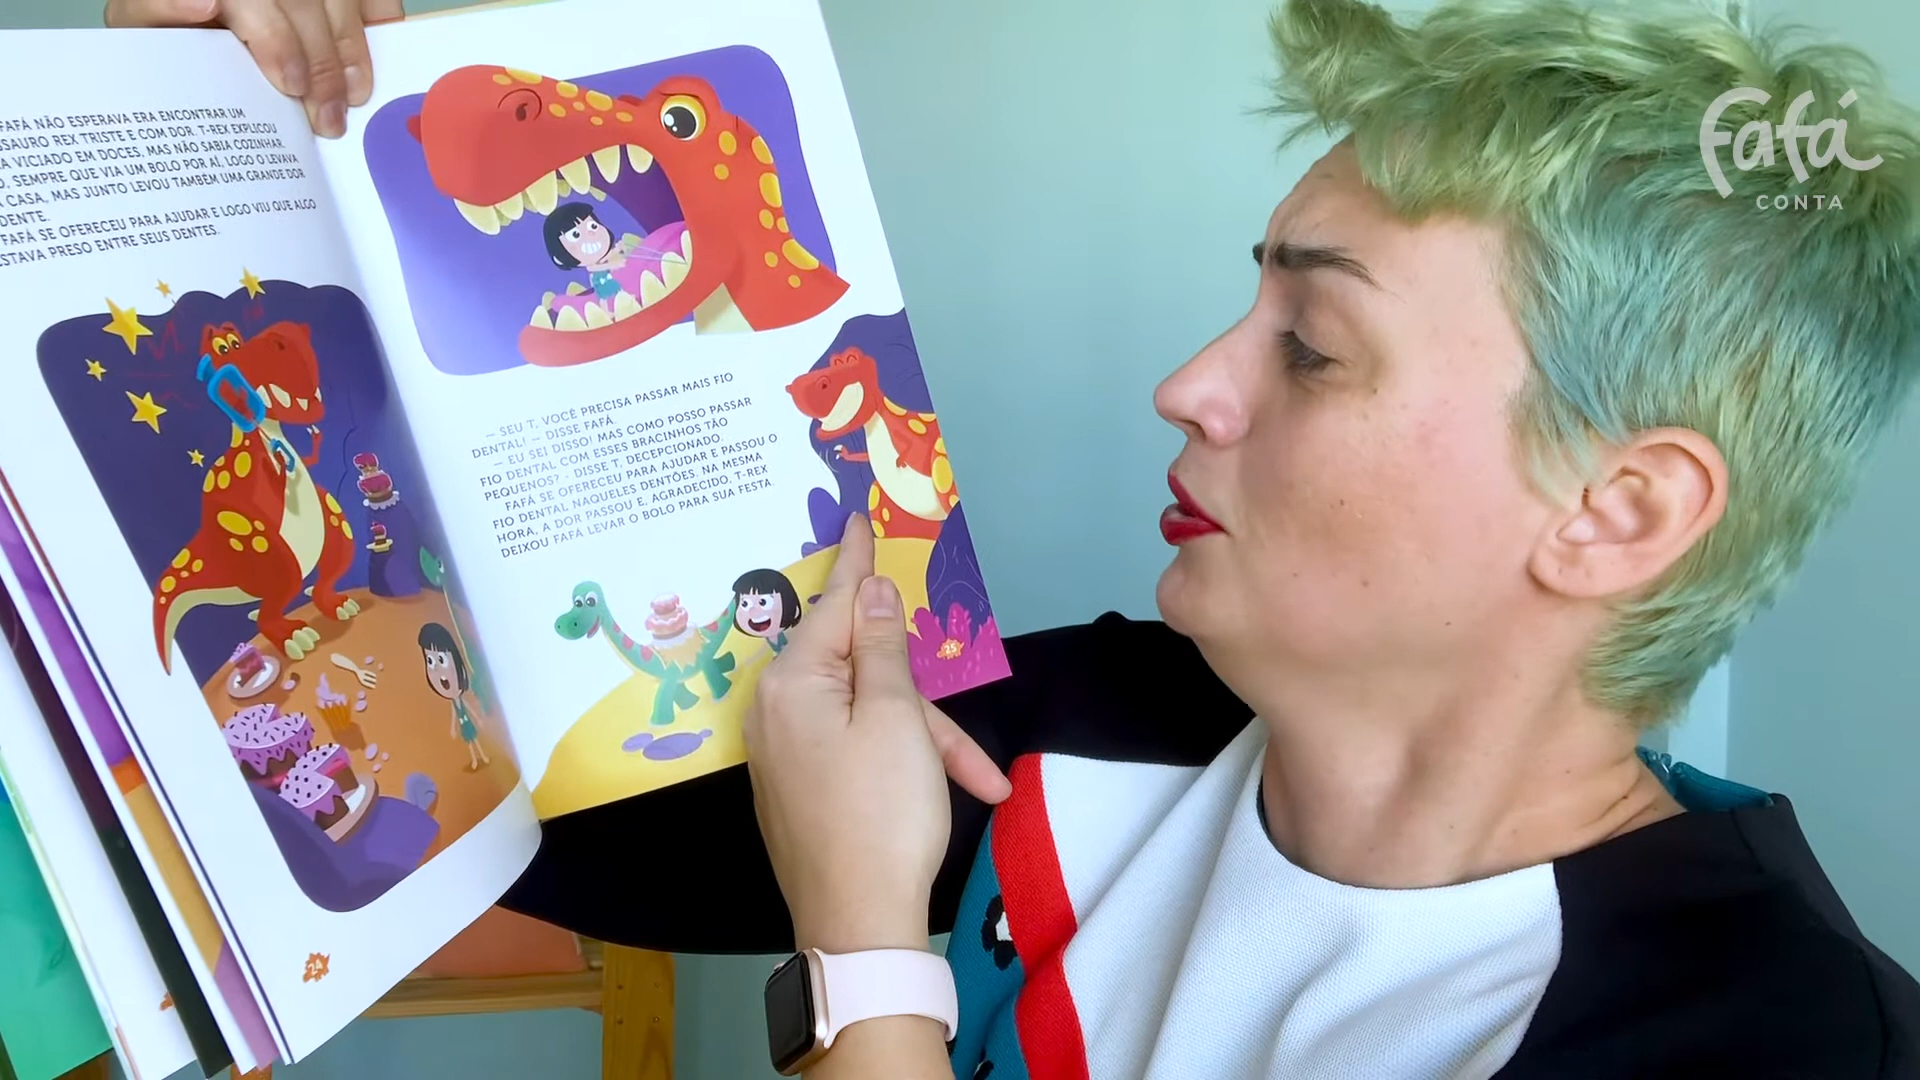 FAFÁ NÃO ESPERAVA ERA ENCONTRAR UM
SSAURO REX TRISTE E COM DOR. T-REX EXPLICOU
A VICIADO EM DOCES, MAS NÃO SABIA COZINHAR.
O, SEMPRE QUE VIA UM BOLO POR AÍ, LOGO O LEVAVA
A CASA, MAS JUNTO LEVOU TAMBÉM UMA GRANDE DOR
DENTE.
FAFÁ SE OFERECEU PARA AJUDAR E LOGO VIU QUE ALGO
STAVA PRESO ENTRE SEUS DENTES.
24
— SEU T, VOCÊ PRECISA PASSAR MAIS FIO
DENTAL! — DISSE FAFÁ.
— EU SEI DISSO! MAS COMO POSSO PASSAR
FIO DENTAL COM ESSES BRACINHOS TÃO
PEQUENOS? - DISSE T, DECEPCIONADO.
FAFÁ SE OFERECEU PARA AJUDAR E PASSOU O
FIO DENTAL NAQUELES DENTÕES. NA MESMA
HORA, A DOR PASSOU E, AGRADECIDO, T-REX
DEIXOU FAFÁ LEVAR O BOLO PARA SUA FESTA.
25
Fafá
CONTA